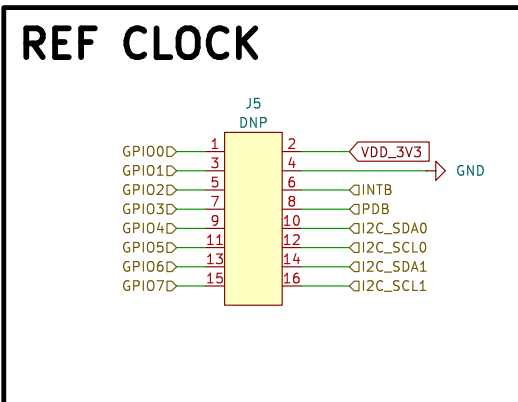 REF CLOCK
J5
DNP
GPIO0 1 2 VDD_3V3
GPIO1 3 4 GND
GPIO2 5 6 INTB
GPIO3 7 8 PDB
GPIO4 9 10 I2C_SDA0
GPIO5 11 12 I2C_SCL0
GPIO6 13 14 I2C_SDA1
GPIO7 15 16 I2C_SCL1